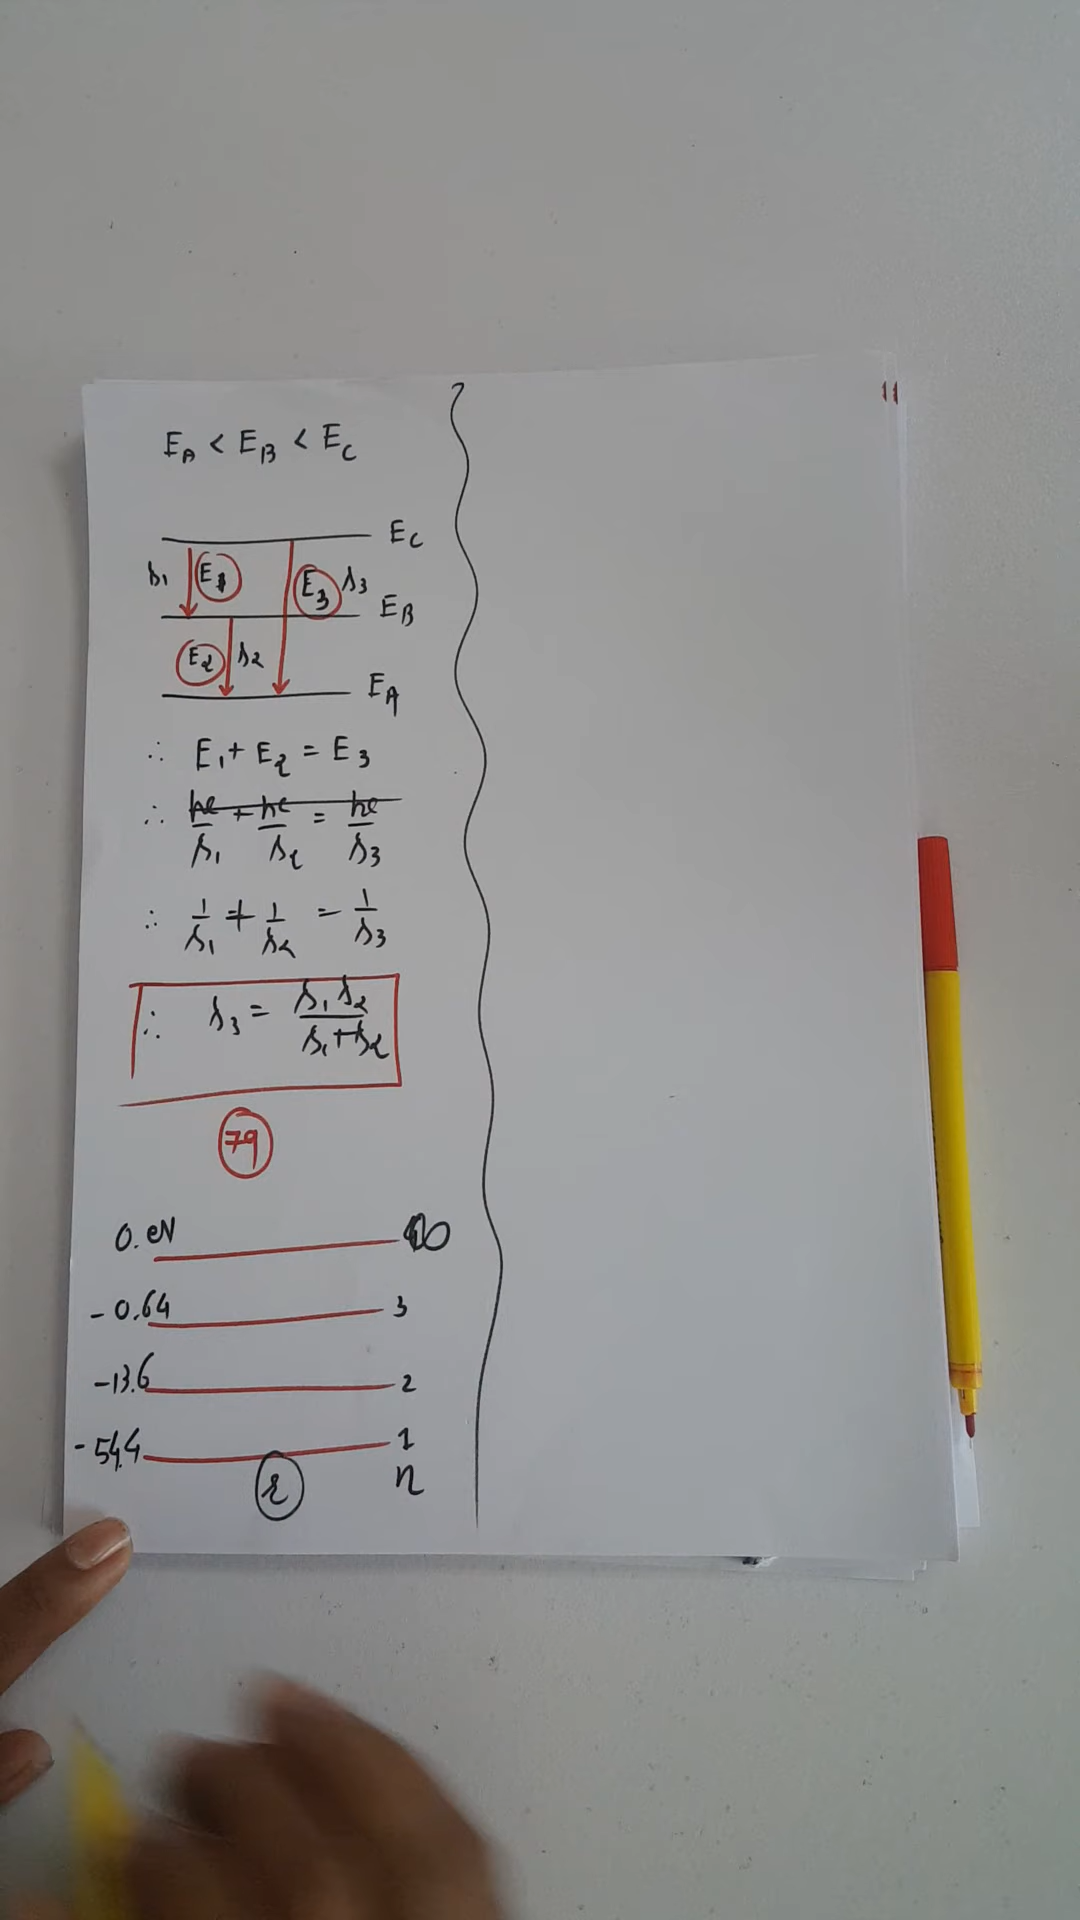 E_A < E_B < E_C
E_C
λ₁ E₁ E₃ λ₃
E_B
E₂ λ₂
E_A
∴ E₁ + E₂ = E₃
∴ hc/λ₁ + hc/λ₂ = hc/λ₃
∴ 1/λ₁ + 1/λ₂ = 1/λ₃
∴ λ₃ = λ₁λ₂/(λ₁+λ₂)
79
0.eV
-0.64 3
-13.6 2
-54.4 1
n